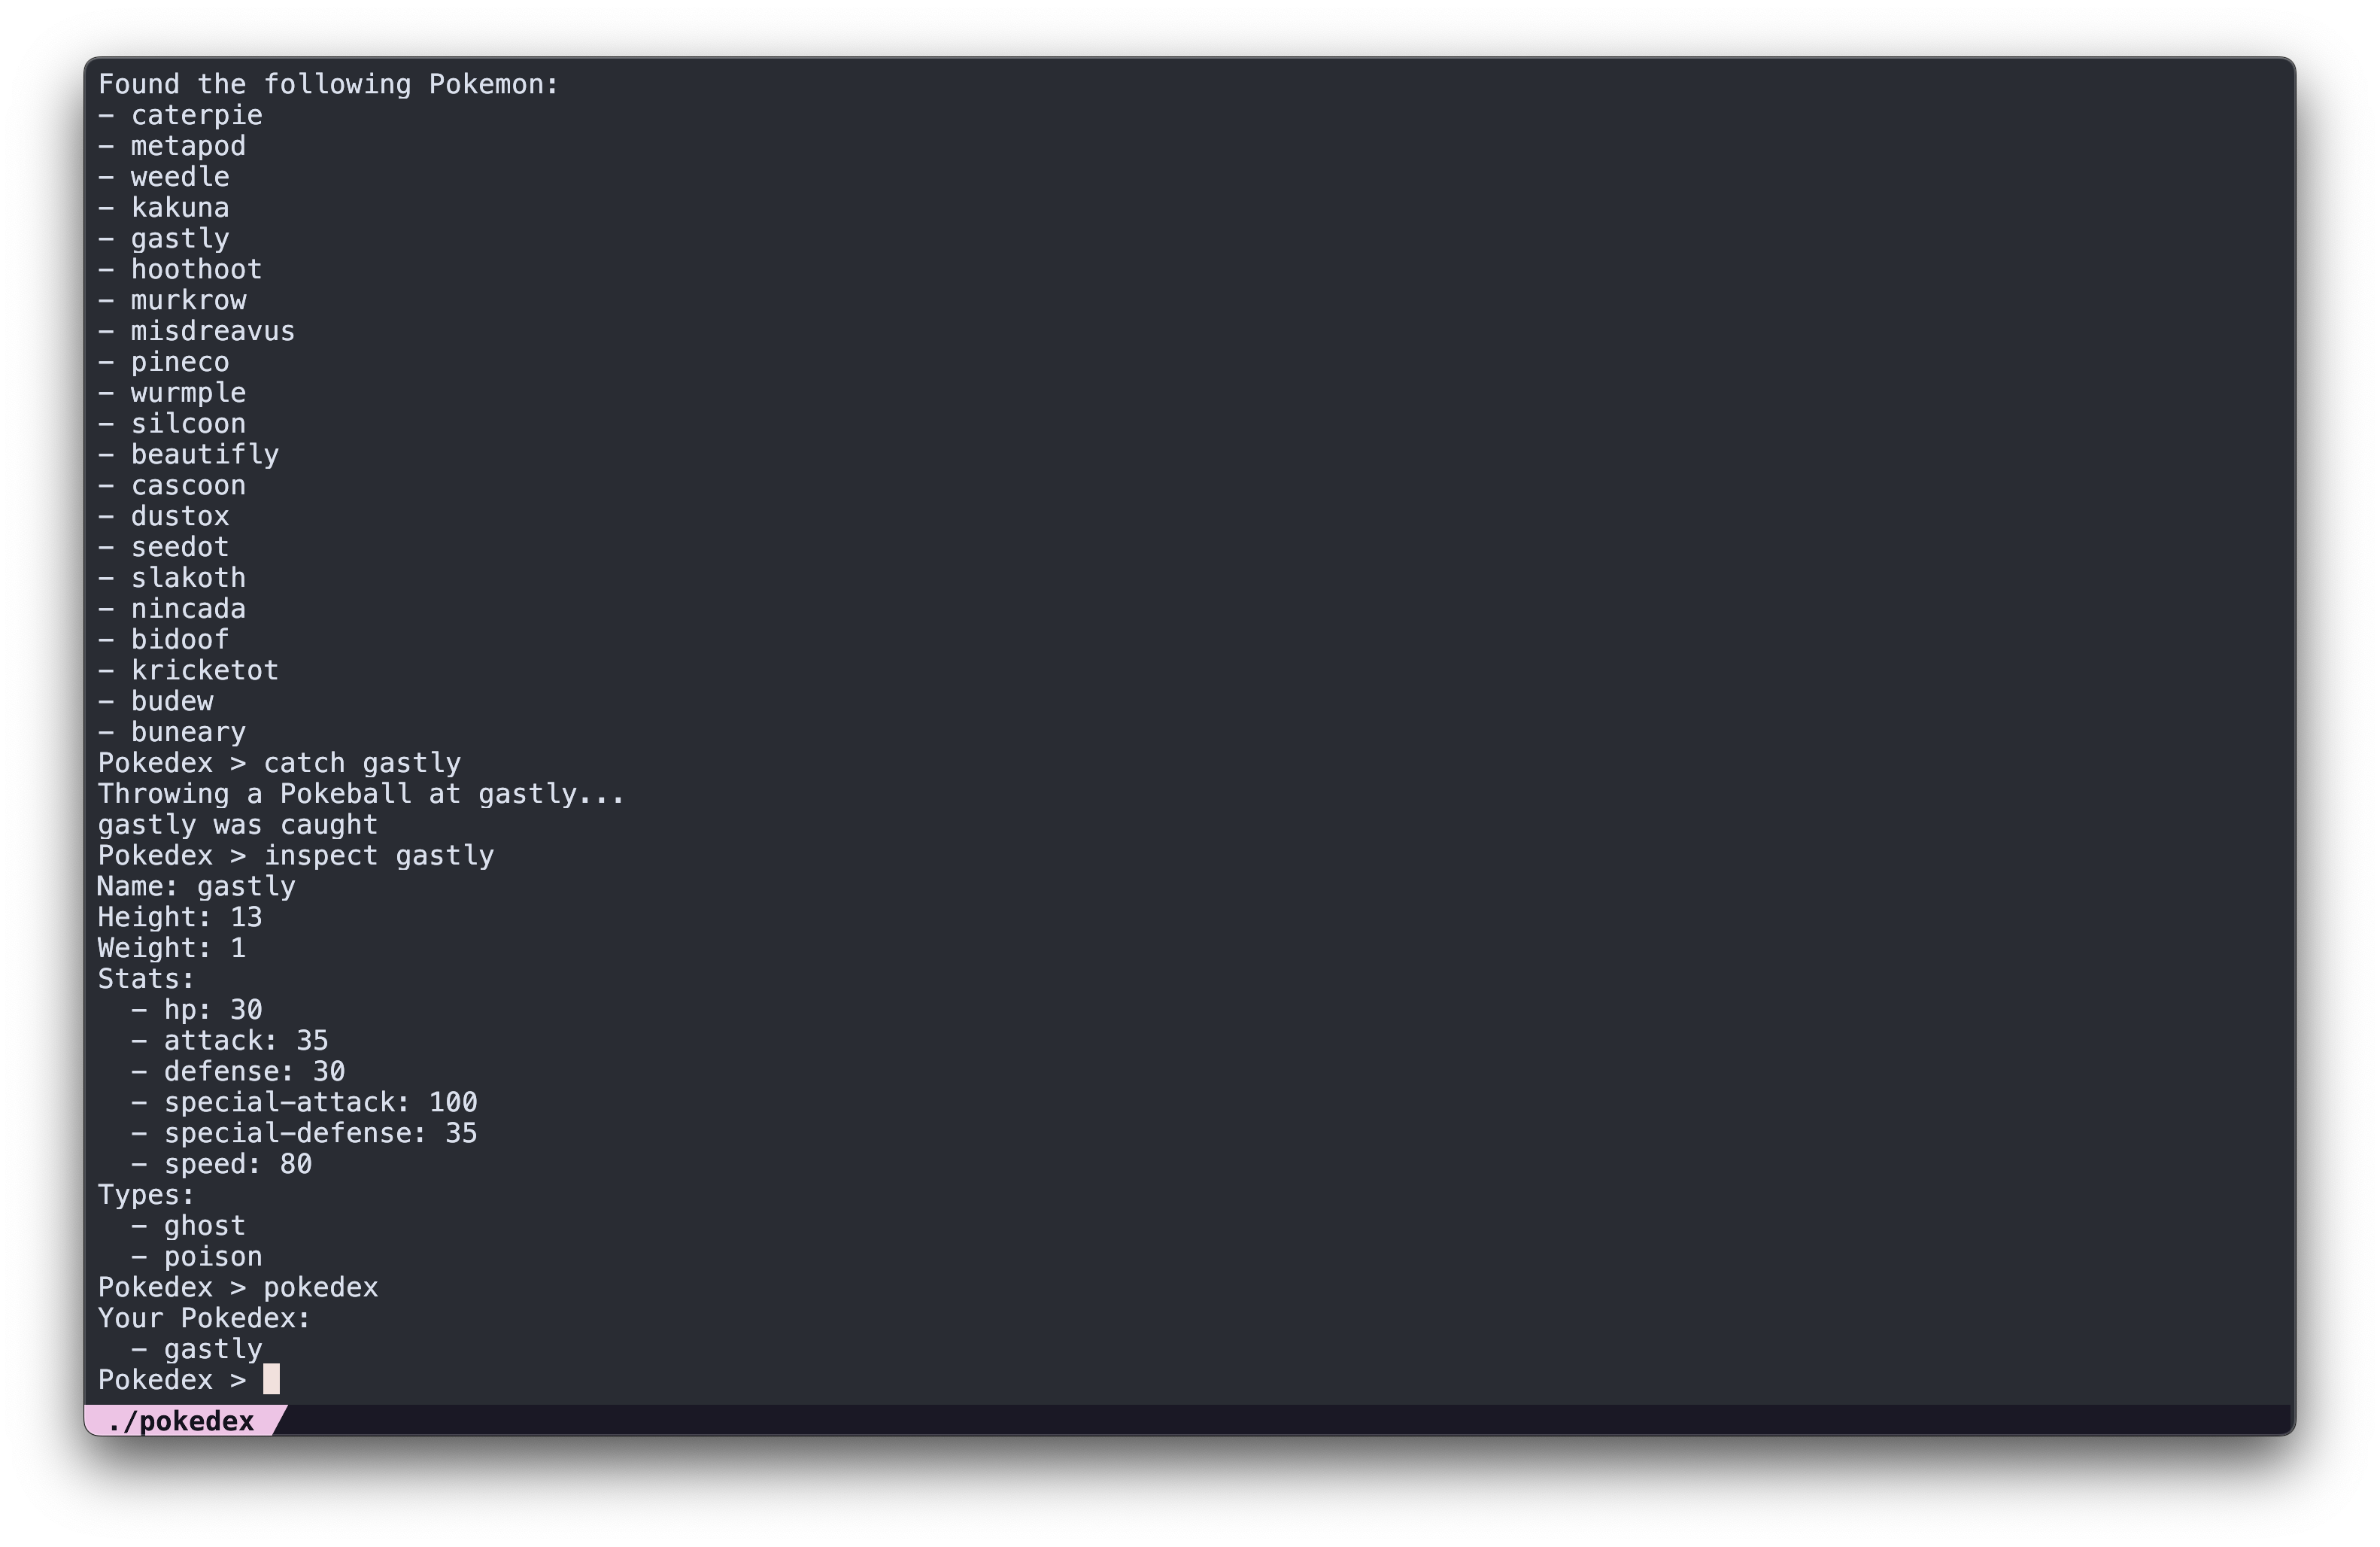 Found the following Pokemon:
- caterpie
- metapod
- weedle
- kakuna
- gastly
- hoothoot
- murkrow
- misdreavus
- pineco
- wurmple
- silcoon
- beautifly
- cascoon
- dustox
- seedot
- slakoth
- nincada
- bidoof
- kricketot
- budew
- buneary
Pokedex > catch gastly
Throwing a Pokeball at gastly...
gastly was caught
Pokedex > inspect gastly
Name: gastly
Height: 13
Weight: 1
Stats:
  - hp: 30
  - attack: 35
  - defense: 30
  - special-attack: 100
  - special-defense: 35
  - speed: 80
Types:
  - ghost
  - poison
Pokedex > pokedex
Your Pokedex:
  - gastly
Pokedex >
./pokedex